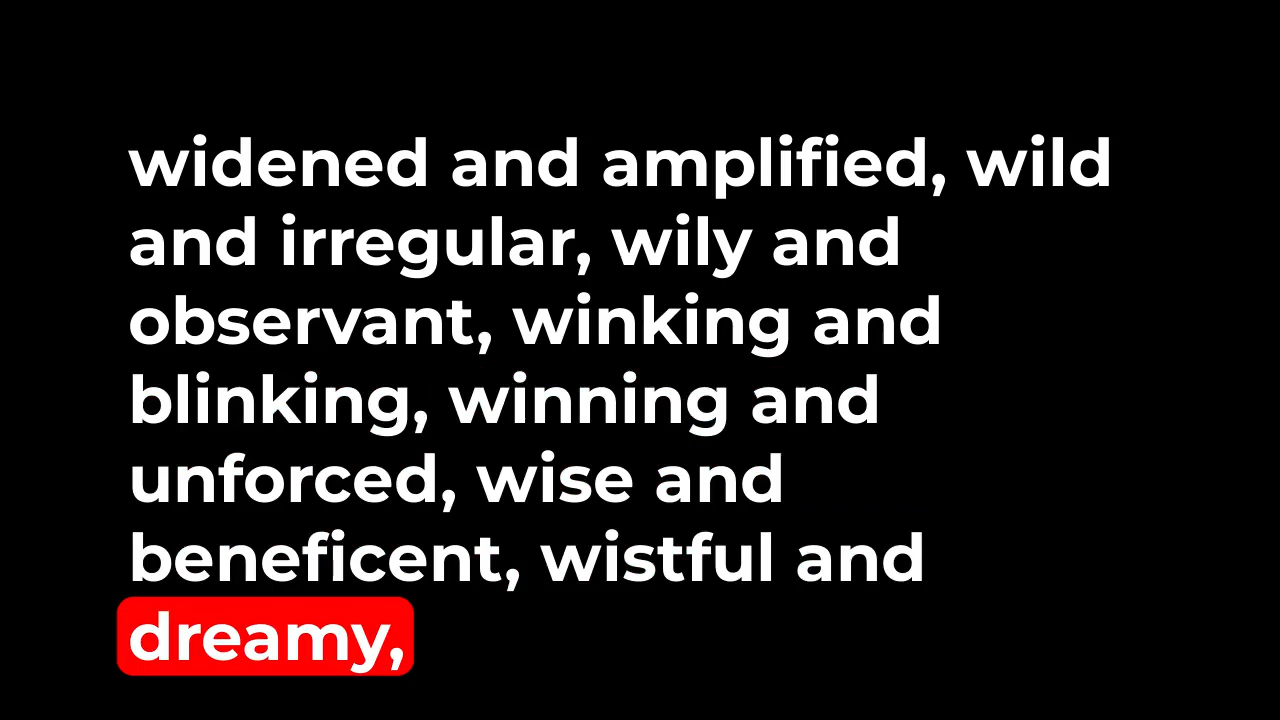 widened and amplified, wild
and irregular, wily and
observant, winking and
blinking, winning and
unforced, wise and
beneficent, wistful and
dreamy,